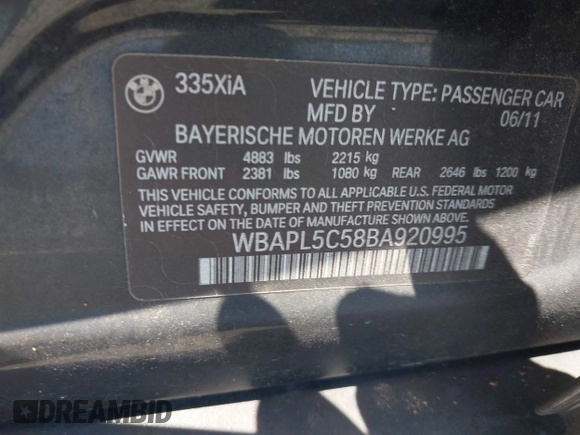 BMW
335XiA VEHICLE TYPE: PASSENGER CAR
MFD BY 06/11
BAYERISCHE MOTOREN WERKE AG
GVWR 4883 lbs 2215 kg
GAWR FRONT 2381 lbs 1080 kg REAR 2646 lbs 1200 kg
THIS VEHICLE CONFORMS TO ALL APPLICABLE U.S. FEDERAL MOTOR
VEHICLE SAFETY, BUMPER AND THEFT PREVENTION STANDARDS
IN EFFECT ON THE DATE OF MANUFACTURE SHOWN ABOVE.
WBAPL5C58BA920995
DREAMBID